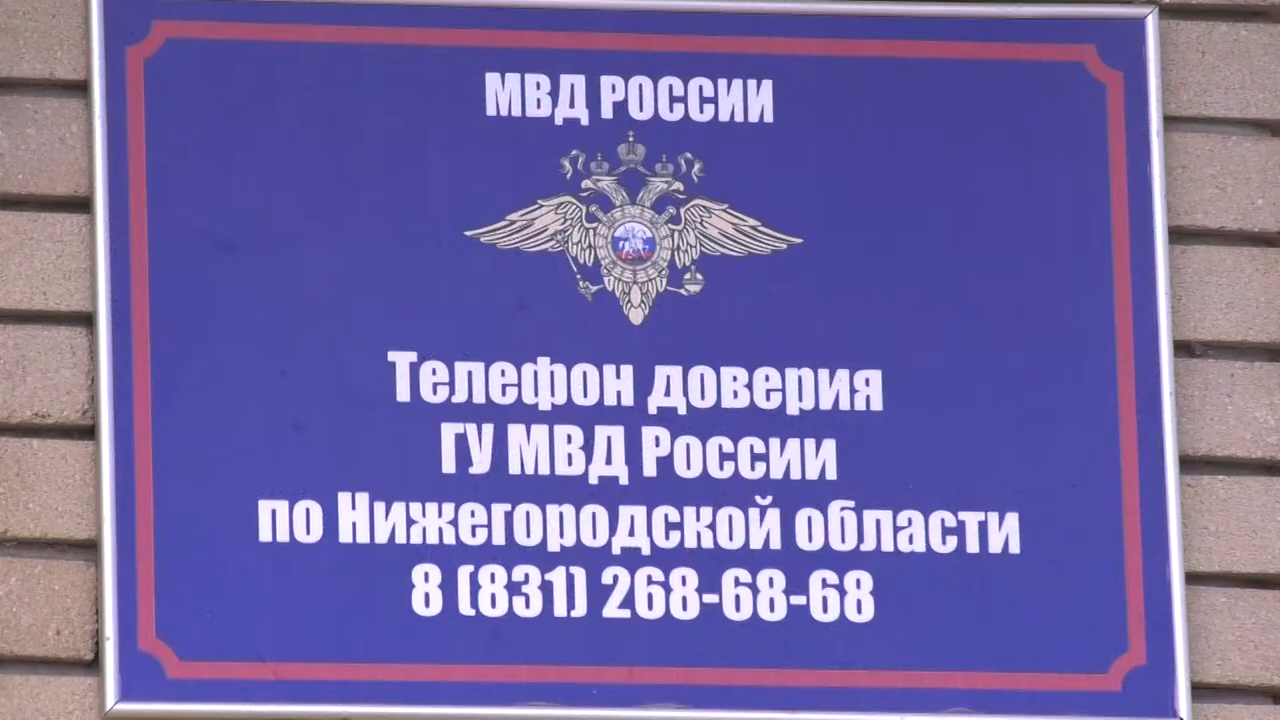 МВД РОССИИ
Телефон доверия
ГУ МВД России
по Нижегородской области
8 (831) 268-68-68